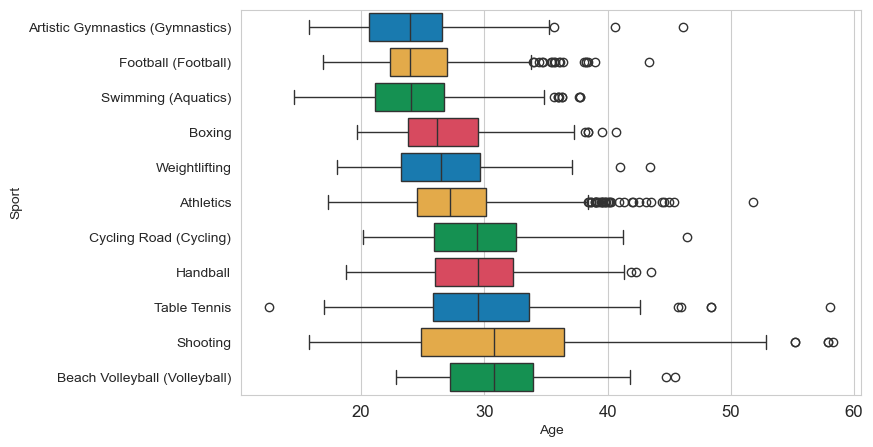 Artistic Gymnastics (Gymnastics)
Football (Football)
Swimming (Aquatics)
Boxing
Weightlifting
Athletics
Cycling Road (Cycling)
Handball
Table Tennis
Shooting
Beach Volleyball (Volleyball)
Sport
20 30 40 50 60
Age